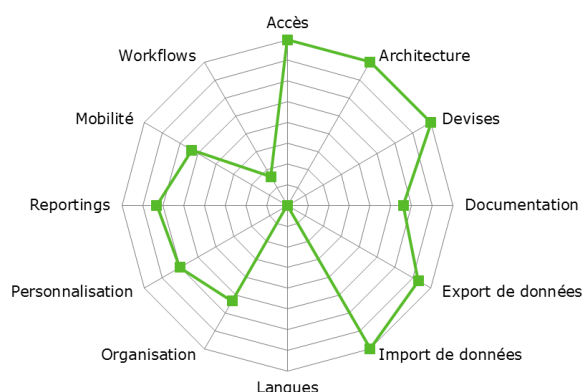 Accès
Workflows
Architecture
Mobilité
Devises
Reportings
Documentation
Personnalisation
Export de données
Organisation
Import de données
Langues